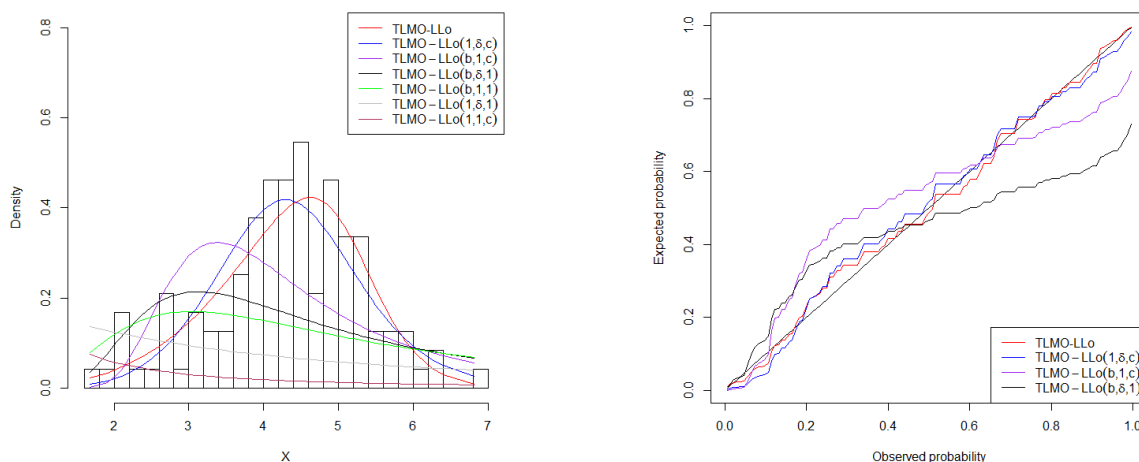 TLMO-LLo
TLMO – LLo(1,δ,c)
TLMO – LLo(b,1,c)
TLMO – LLo(b,δ,1)
TLMO – LLo(b,1,1)
TLMO – LLo(1,δ,1)
TLMO – LLo(1,1,c)
Density
0.0
0.2
0.4
0.6
0.8
2 3 4 5 6 7
X
Expected probability
0.0
0.2
0.4
0.6
0.8
1.0
TLMO-LLo
TLMO – LLo(1,δ,c)
TLMO – LLo(b,1,c)
TLMO – LLo(b,δ,1)
0.0 0.2 0.4 0.6 0.8 1.0
Observed probability